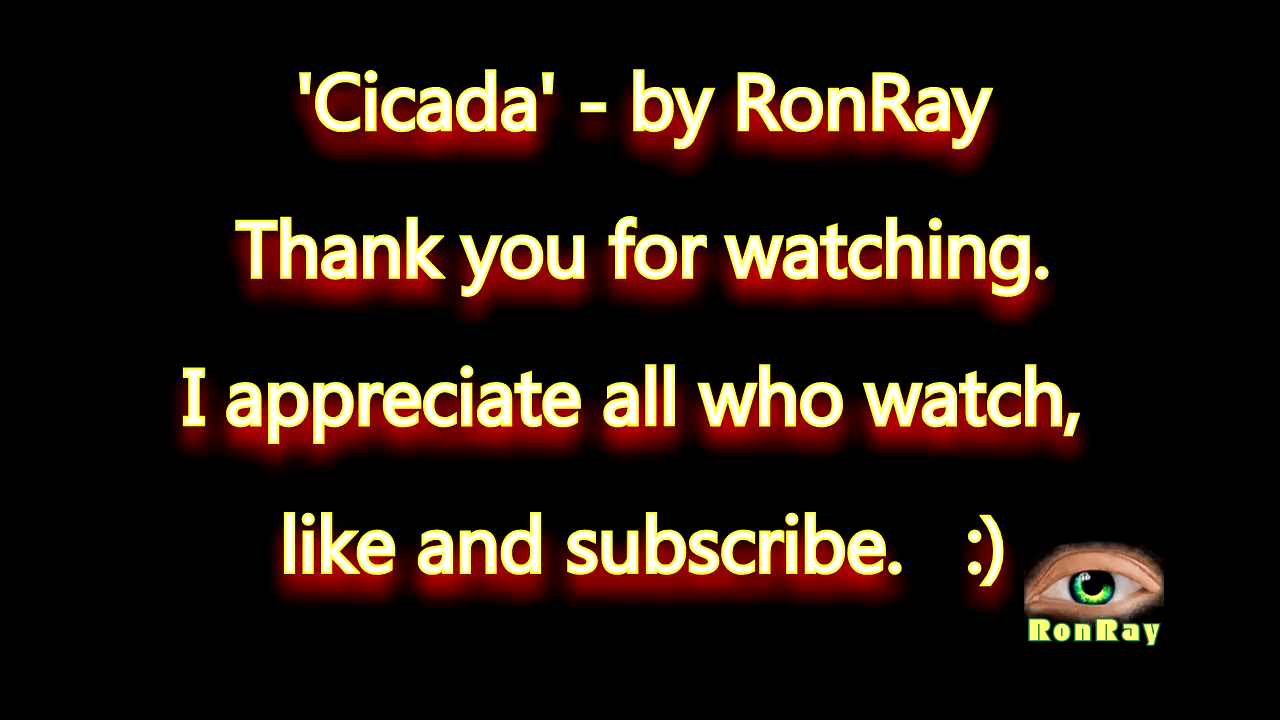 'Cicada' - by RonRay
Thank you for watching.
I appreciate all who watch,
like and subscribe.   :)
RonRay